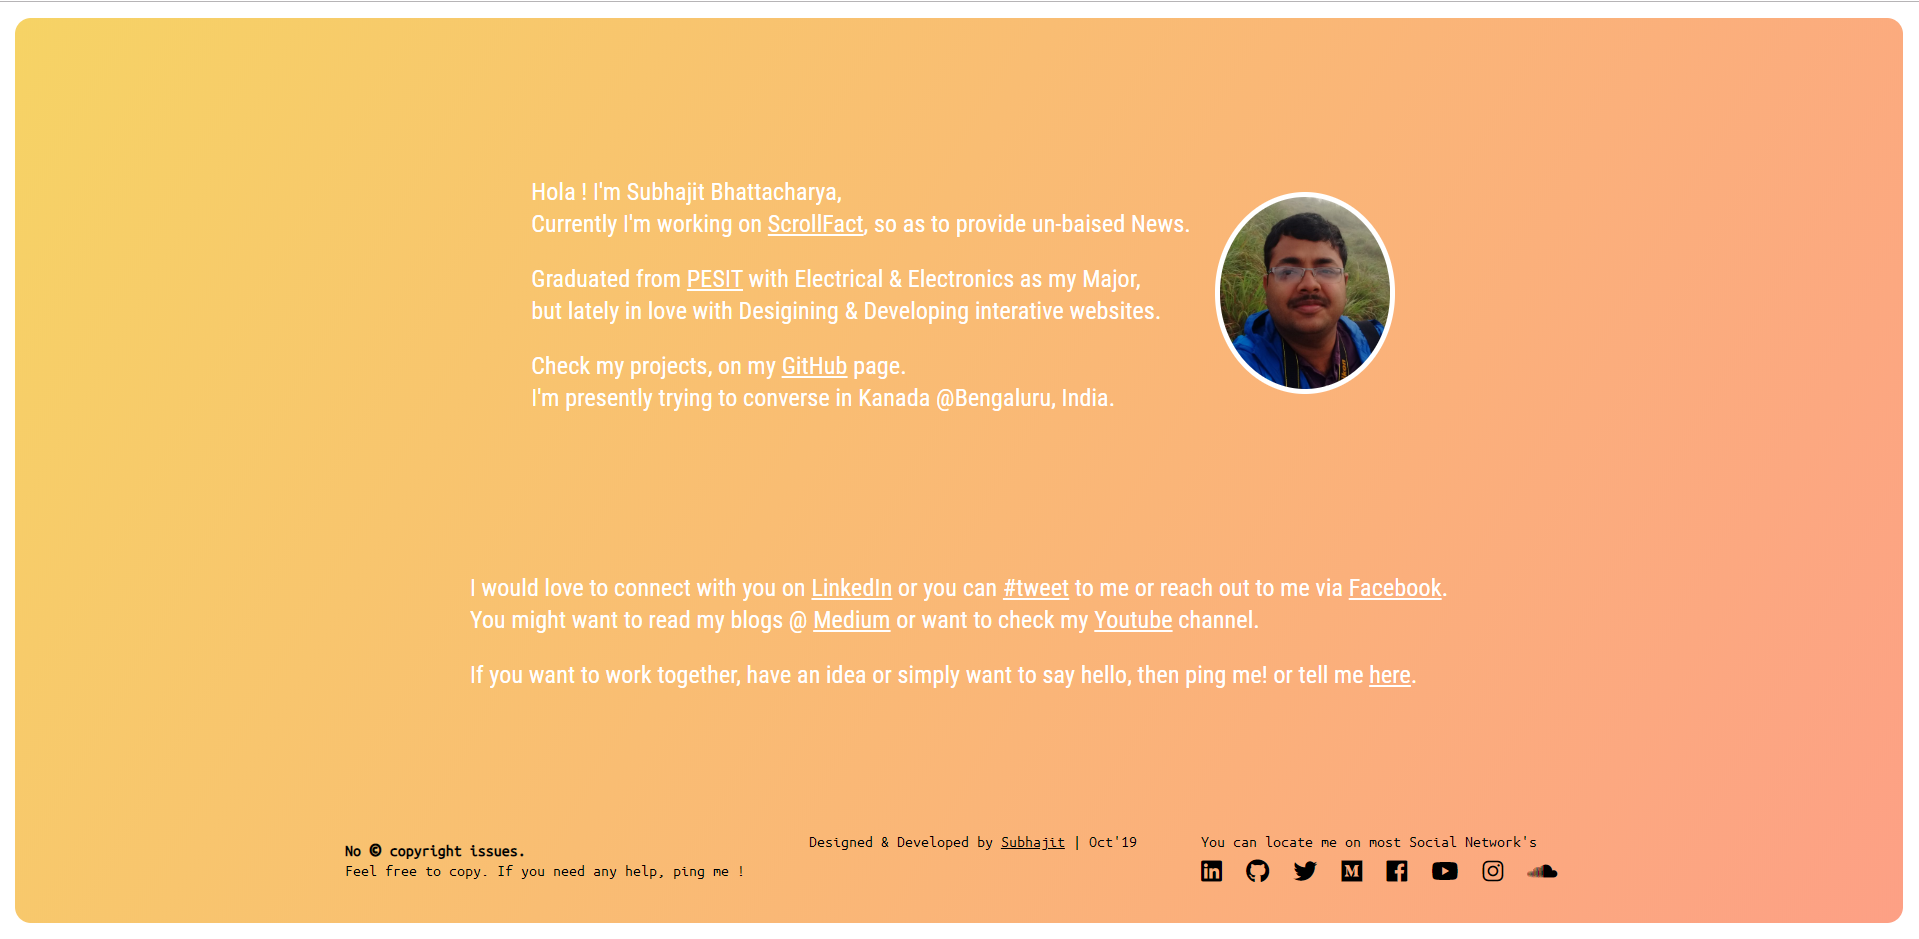 Hola ! I'm Subhajit Bhattacharya,
Currently I'm working on ScrollFact, so as to provide un-baised News.
Graduated from PESIT with Electrical & Electronics as my Major,
but lately in love with Desigining & Developing interative websites.
Check my projects, on my GitHub page.
I'm presently trying to converse in Kanada @Bengaluru, India.
I would love to connect with you on LinkedIn or you can #tweet to me or reach out to me via Facebook.
You might want to read my blogs @ Medium or want to check my Youtube channel.
If you want to work together, have an idea or simply want to say hello, then ping me! or tell me here.
No © copyright issues.
Feel free to copy. If you need any help, ping me !
Designed & Developed by Subhajit | Oct'19
You can locate me on most Social Network's